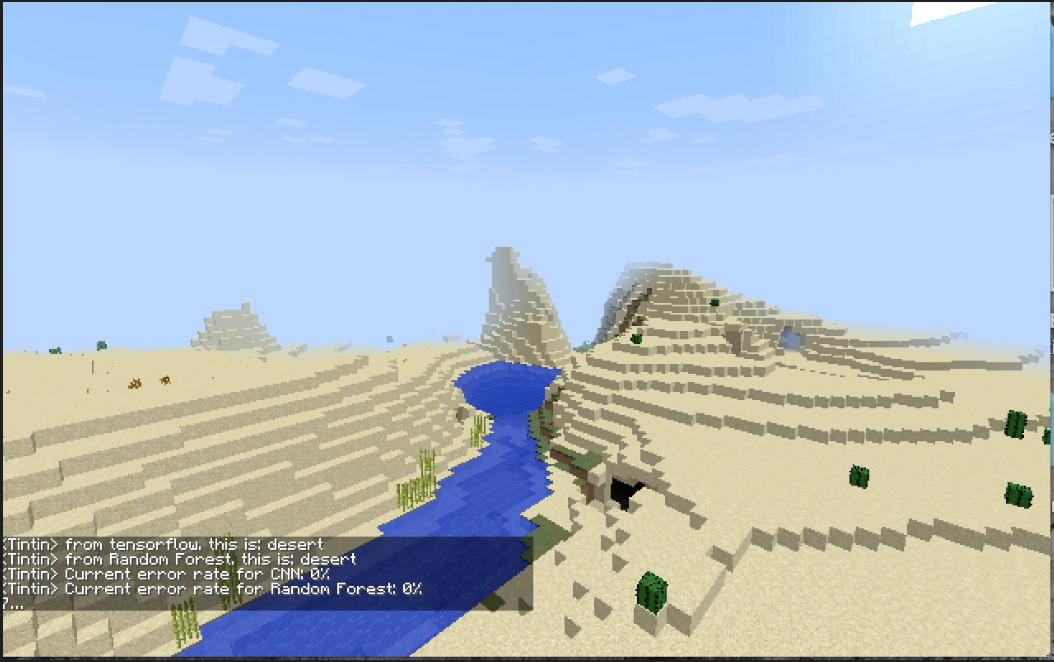 <Tintin> from tensorflow, this is: desert
<Tintin> from Random Forest, this is: desert
<Tintin> Current error rate for CNN: 0%
<Tintin> Current error rate for Random Forest: 0%